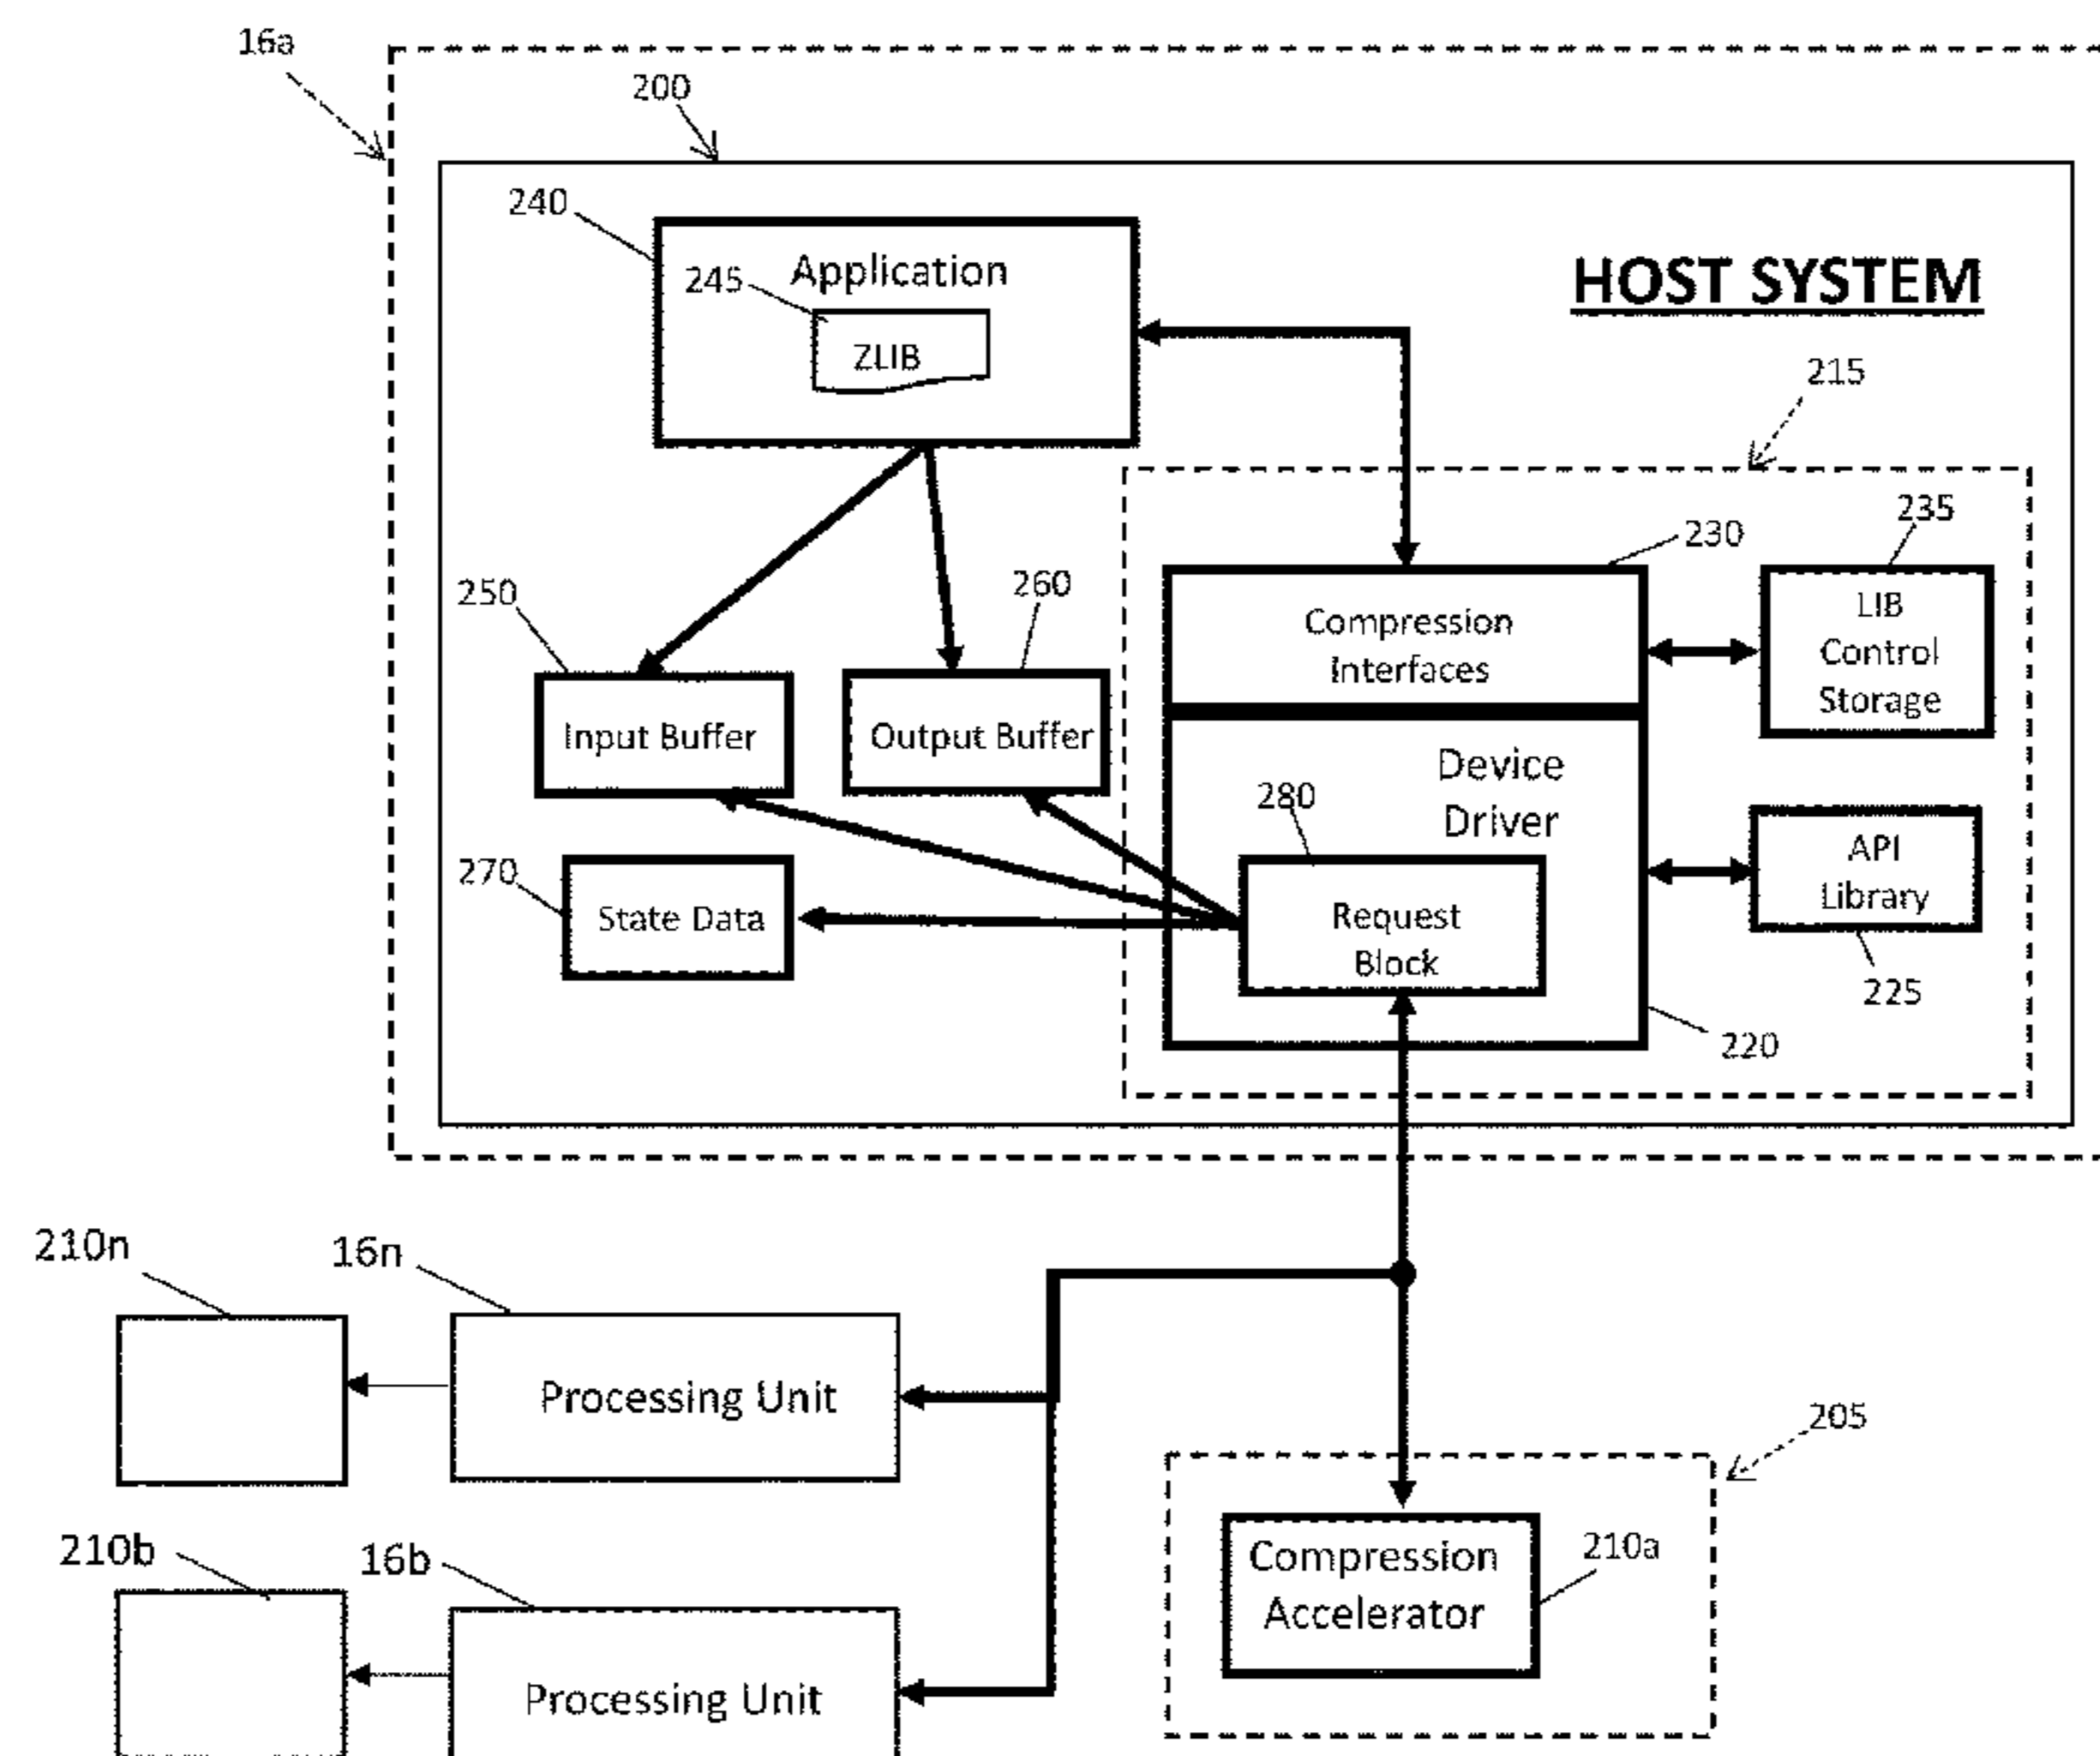 16a
200
240
Application
245
ZLIB
HOST SYSTEM
215
235
230
LIB
Control
Storage
Compression
Interfaces
250
260
Input Buffer
Output Buffer
Device
Driver
280
API
Library
270
State Data
Request
Block
225
220
210n
16n
Processing Unit
205
210b
16b
Processing Unit
Compression
Accelerator
210a